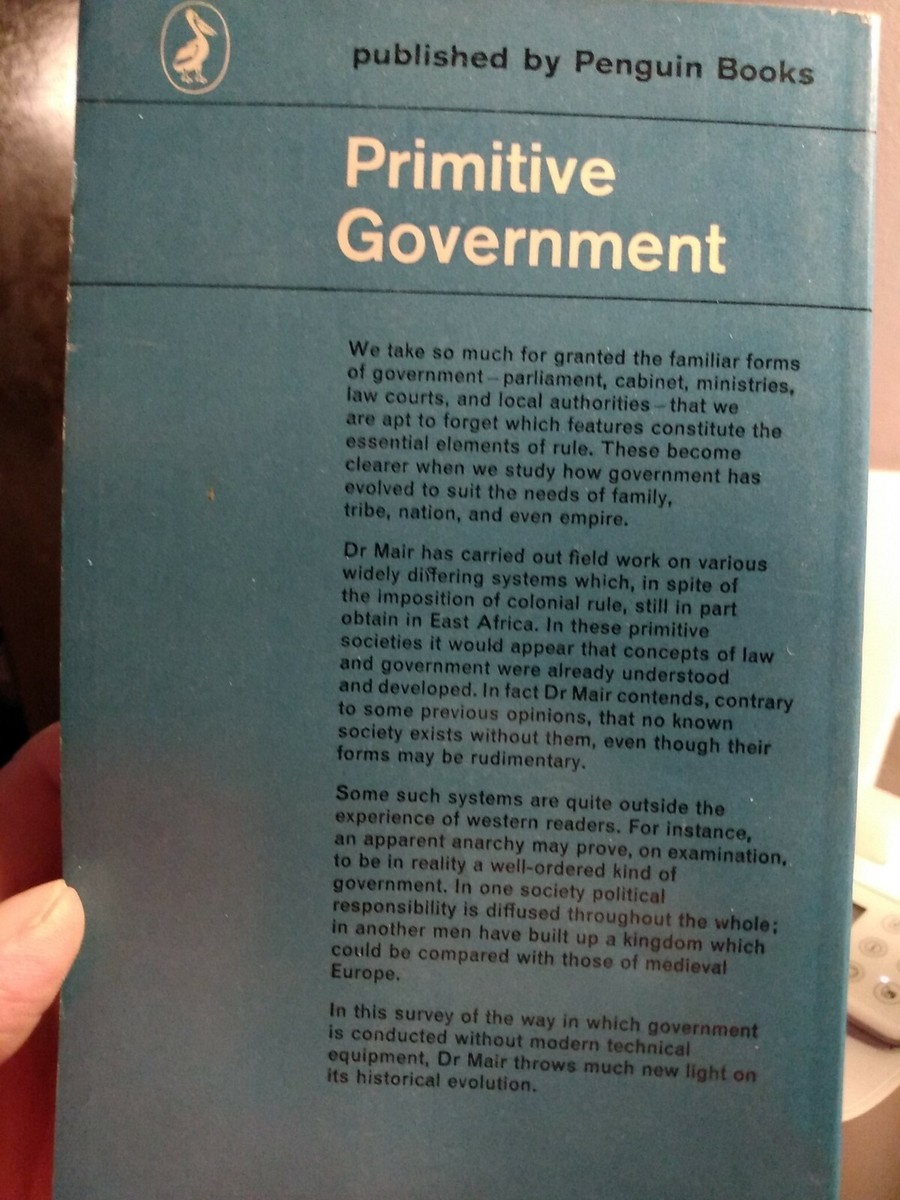 published by Penguin Books
Primitive
Government
We take so much for granted the familiar forms
of government – parliament, cabinet, ministries,
law courts, and local authorities – that we
are apt to forget which features constitute the
essential elements of rule. These become
clearer when we study how government has
evolved to suit the needs of family,
tribe, nation, and even empire.
Dr Mair has carried out field work on various
widely differing systems which, in spite of
the imposition of colonial rule, still in part
obtain in East Africa. In these primitive
societies it would appear that concepts of law
and government were already understood
and developed. In fact Dr Mair contends, contrary
to some previous opinions, that no known
society exists without them, even though their
forms may be rudimentary.
Some such systems are quite outside the
experience of western readers. For instance,
an apparent anarchy may prove, on examination,
to be in reality a well-ordered kind of
government. In one society political
responsibility is diffused throughout the whole;
in another men have built up a kingdom which
could be compared with those of medieval
Europe.
In this survey of the way in which government
is conducted without modern technical
equipment, Dr Mair throws much new light on
its historical evolution.